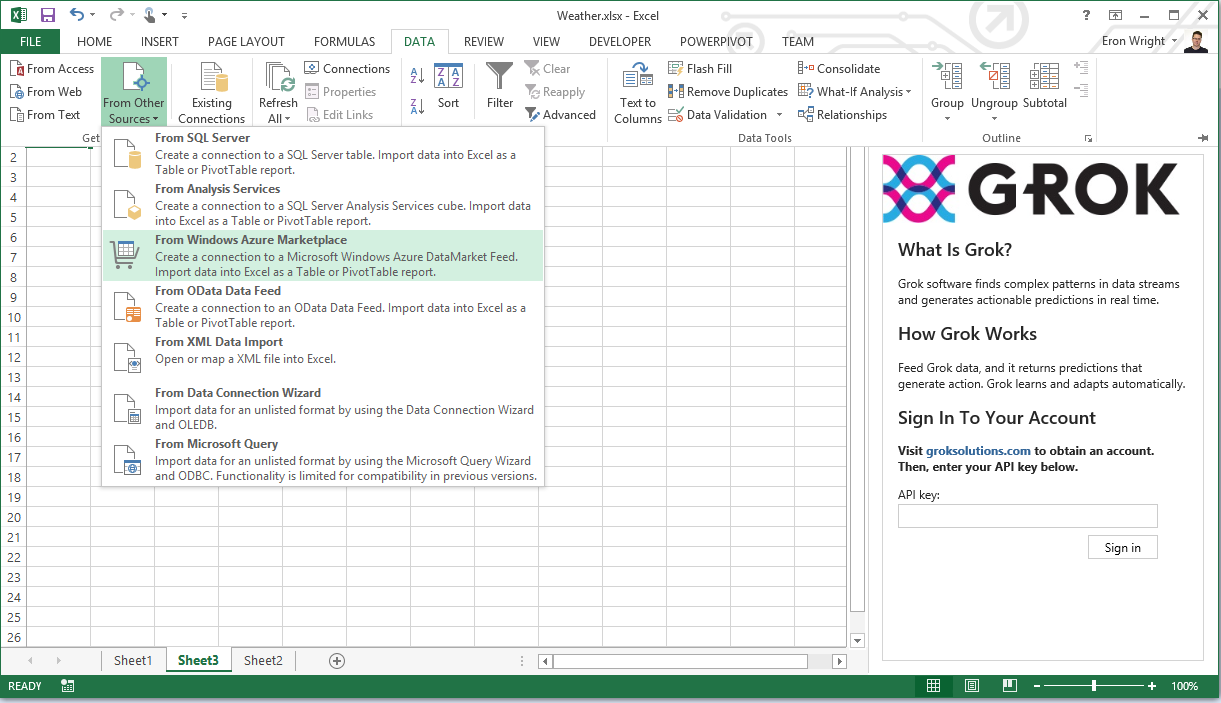 Weather.xlsx - Excel
?
FILE HOME INSERT PAGE LAYOUT FORMULAS DATA REVIEW VIEW DEVELOPER POWERPIVOT TEAM Eron Wright
From Access
From Web
From Text
From Other
Sources
Existing
Connections
Refresh
All
Connections
Properties
Edit Links
A
Z
Z
A
Z A
A Z
Sort
Filter
Clear
Reapply
Advanced
Text to
Columns
Flash Fill
Remove Duplicates
Data Validation
Consolidate
What-If Analysis
Relationships
Group
Ungroup
Subtotal
Get
Data Tools
Outline
From SQL Server
Create a connection to a SQL Server table. Import data into Excel as a
Table or PivotTable report.
From Analysis Services
Create a connection to a SQL Server Analysis Services cube. Import data
into Excel as a Table or PivotTable report.
From Windows Azure Marketplace
Create a connection to a Microsoft Windows Azure DataMarket Feed.
Import data into Excel as a Table or PivotTable report.
From OData Data Feed
Create a connection to an OData Data Feed. Import data into Excel as a
Table or PivotTable report.
From XML Data Import
Open or map a XML file into Excel.
From Data Connection Wizard
Import data for an unlisted format by using the Data Connection Wizard
and OLEDB.
From Microsoft Query
Import data for an unlisted format by using the Microsoft Query Wizard
and ODBC. Functionality is limited for compatibility in previous versions.
2
3
4
5
6
7
8
9
10
11
12
13
14
15
16
17
18
19
20
21
22
23
24
25
26
GROK
What Is Grok?
Grok software finds complex patterns in data streams
and generates actionable predictions in real time.
How Grok Works
Feed Grok data, and it returns predictions that
generate action. Grok learns and adapts automatically.
Sign In To Your Account
Visit groksolutions.com to obtain an account.
Then, enter your API key below.
API key:
Sign in
Sheet1 Sheet3 Sheet2
READY
100%